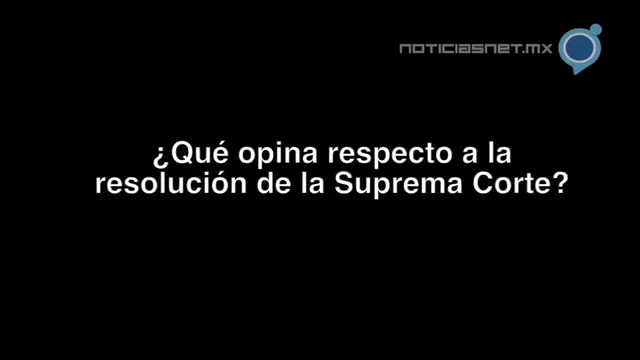 noticiasnet.mx
¿Qué opina respecto a la
resolución de la Suprema Corte?